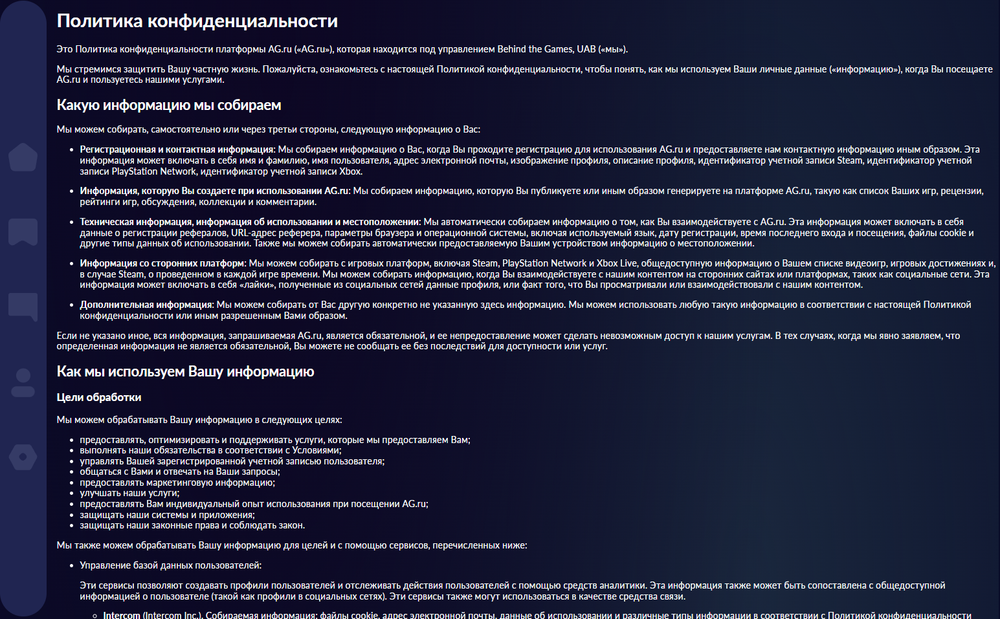 Политика конфиденциальности
Это Политика конфиденциальности платформы AG.ru («AG.ru»), которая находится под управлением Behind the Games, UAB («мы»).
Мы стремимся защитить Вашу частную жизнь. Пожалуйста, ознакомьтесь с настоящей Политикой конфиденциальности, чтобы понять, как мы используем Ваши личные данные («информацию»), когда Вы посещаете
AG.ru и пользуетесь нашими услугами.
Какую информацию мы собираем
Мы можем собирать, самостоятельно или через третьи стороны, следующую информацию о Вас:
• Регистрационная и контактная информация: Мы собираем информацию о Вас, когда Вы проходите регистрацию для использования AG.ru и предоставляете нам контактную информацию иным образом. Эта
информация может включать в себя имя и фамилию, имя пользователя, адрес электронной почты, изображение профиля, описание профиля, идентификатор учетной записи Steam, идентификатор учетной
записи PlayStation Network, идентификатор учетной записи Xbox.
• Информация, которую Вы создаете при использовании AG.ru: Мы собираем информацию, которую Вы публикуете или иным образом генерируете на платформе AG.ru, такую как список Ваших игр, рецензии,
рейтинги игр, обсуждения, коллекции и комментарии.
• Техническая информация, информация об использовании и местоположении: Мы автоматически собираем информацию о том, как Вы взаимодействуете с AG.ru. Эта информация может включать в себя
данные о регистрации рефералов, URL-адрес реферера, параметры браузера и операционной системы, включая используемый язык, дату регистрации, время последнего входа и посещения, файлы cookie и
другие типы данных об использовании. Также мы можем собирать автоматически предоставляемую Вашим устройством информацию о местоположении.
• Информация со сторонних платформ: Мы можем собирать с игровых платформ, включая Steam, PlayStation Network и Xbox Live, общедоступную информацию о Вашем списке видеоигр, игровых достижениях и,
в случае Steam, о проведенном в каждой игре времени. Мы можем собирать информацию, когда Вы взаимодействуете с нашим контентом на сторонних сайтах или платформах, таких как социальные сети. Эта
информация может включать в себя «лайки», полученные из социальных сетей данные профиля, или факт того, что Вы просматривали или взаимодействовали с нашим контентом.
• Дополнительная информация: Мы можем собирать от Вас другую конкретно не указанную здесь информацию. Мы можем использовать любую такую информацию в соответствии с настоящей Политикой
конфиденциальности или иным разрешенным Вами образом.
Если не указано иное, вся информация, запрашиваемая AG.ru, является обязательной, и ее непредоставление может сделать невозможным доступ к нашим услугам. В тех случаях, когда мы явно заявляем, что
определенная информация не является обязательной, Вы можете не сообщать ее без последствий для доступности или услуг.
Как мы используем Вашу информацию
Цели обработки
Мы можем обрабатывать Вашу информацию в следующих целях:
• предоставлять, оптимизировать и поддерживать услуги, которые мы предоставляем Вам;
• выполнять наши обязательства в соответствии с Условиями;
• управлять Вашей зарегистрированной учетной записью пользователя;
• общаться с Вами и отвечать на Ваши запросы;
• предоставлять маркетинговую информацию;
• улучшать наши услуги;
• предоставлять Вам индивидуальный опыт использования при посещении AG.ru;
• защищать наши системы и приложения;
• защищать наши законные права и соблюдать закон.
Мы также можем обрабатывать Вашу информацию для целей и с помощью сервисов, перечисленных ниже:
• Управление базой данных пользователей:
Эти сервисы позволяют создавать профили пользователей и отслеживать действия пользователей с помощью средств аналитики. Эта информация также может быть сопоставлена с общедоступной
информацией о пользователе (такой как профили в социальных сетях). Эти сервисы также могут использоваться в качестве средства связи.
◦ Intercom (Intercom Inc.). Собираемая информация: файлы cookie, адрес электронной почты, данные об использовании и различные типы информации в соответствии с Политикой конфиденциальности